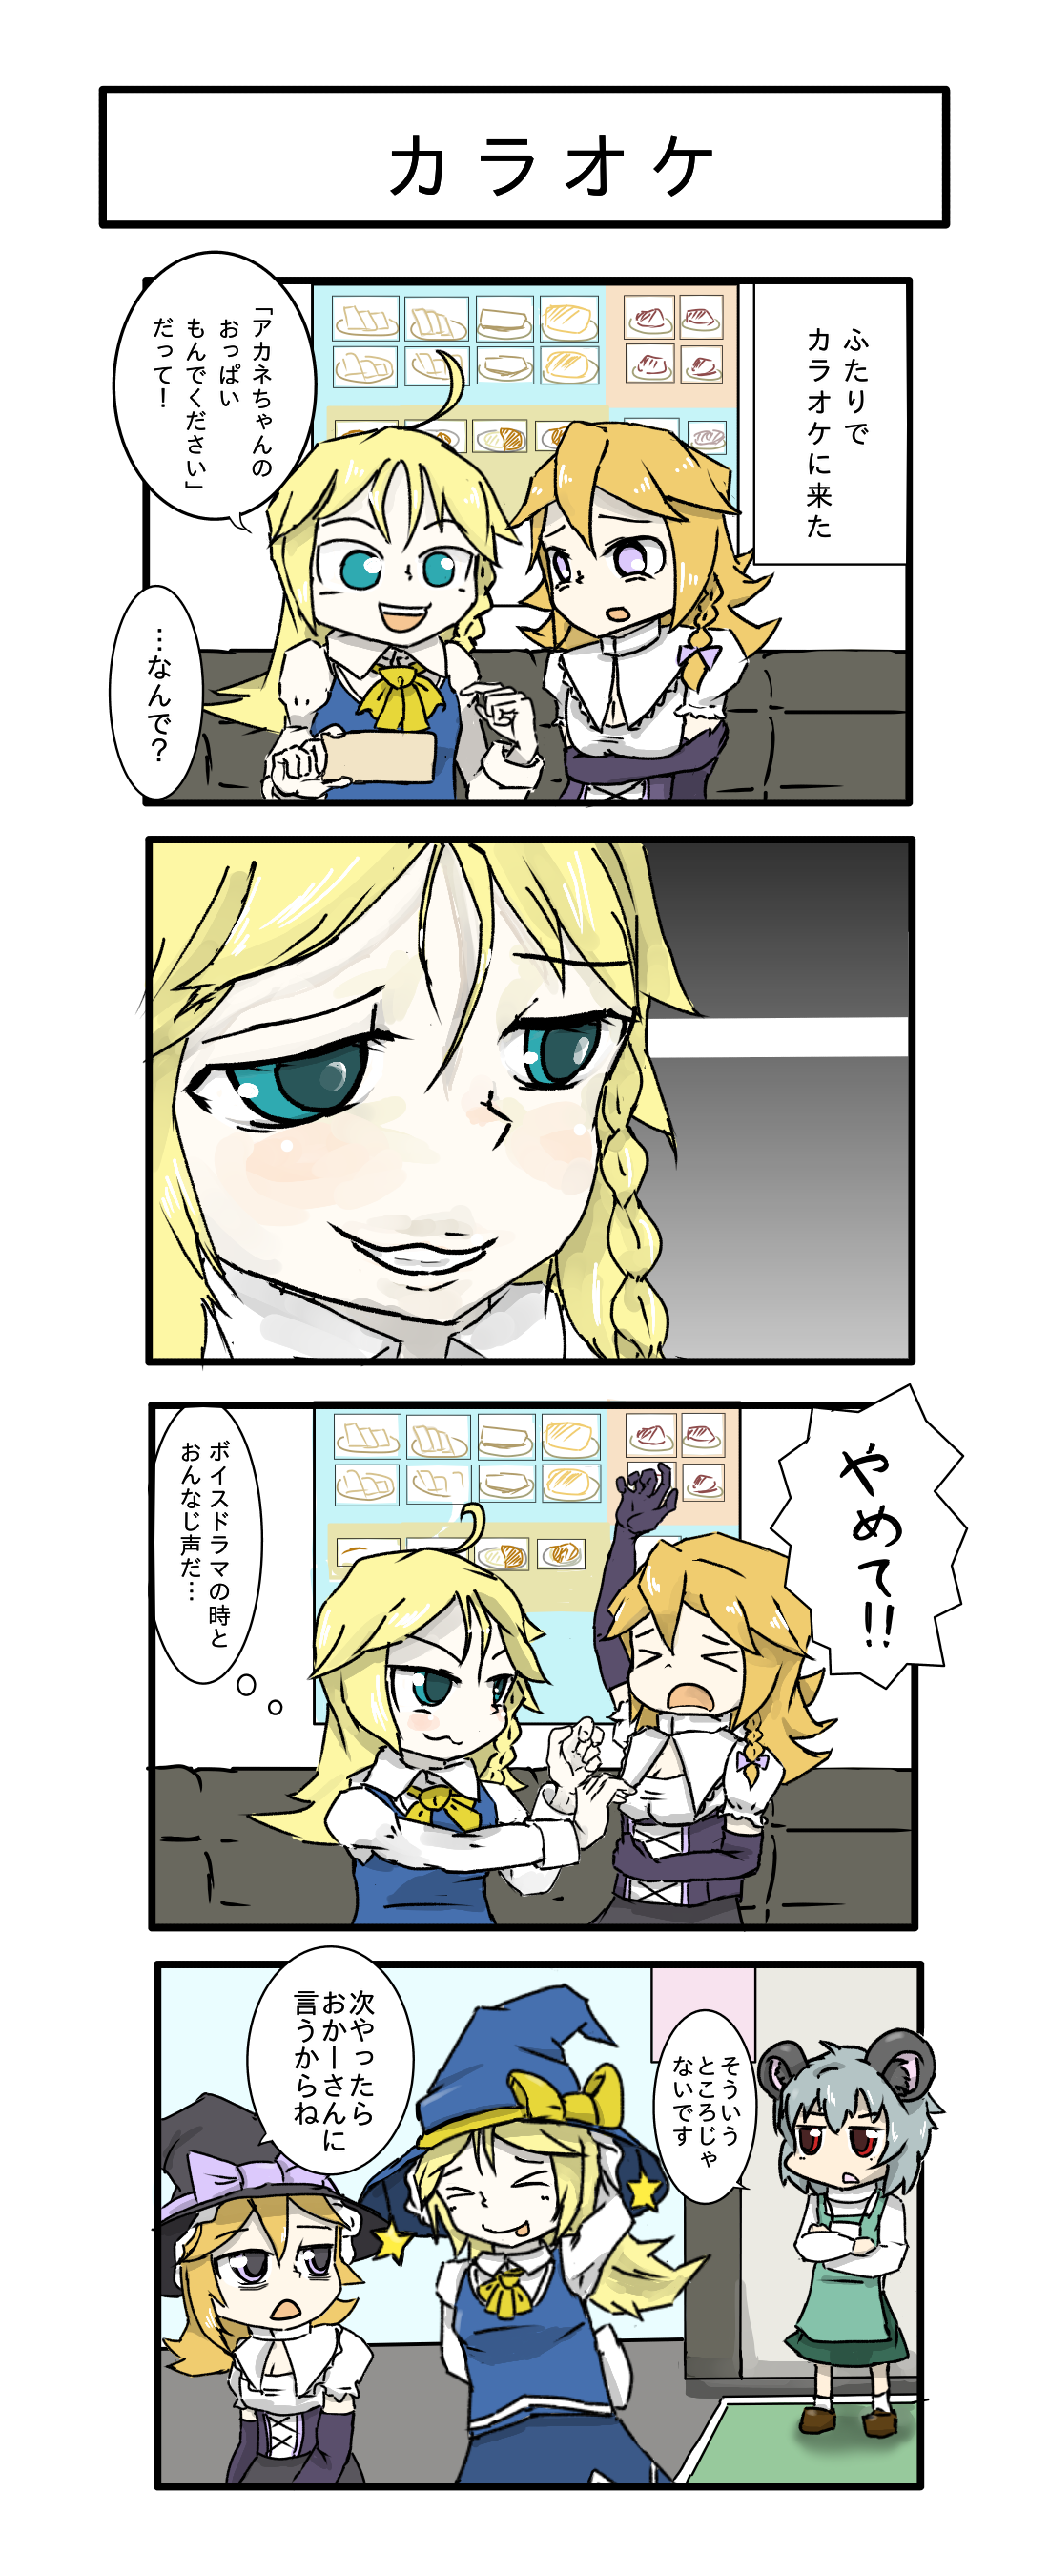 カラオケ
ふたりで
カラオケに来た
「アカネちゃんの
おっぱい
もんでください」
だって！
…なんで？
やめて!!
ボイスドラマの時と
おんなじ声だ…
そういう
ところじゃ
ないです
次やったら
おかーさんに
言うからね